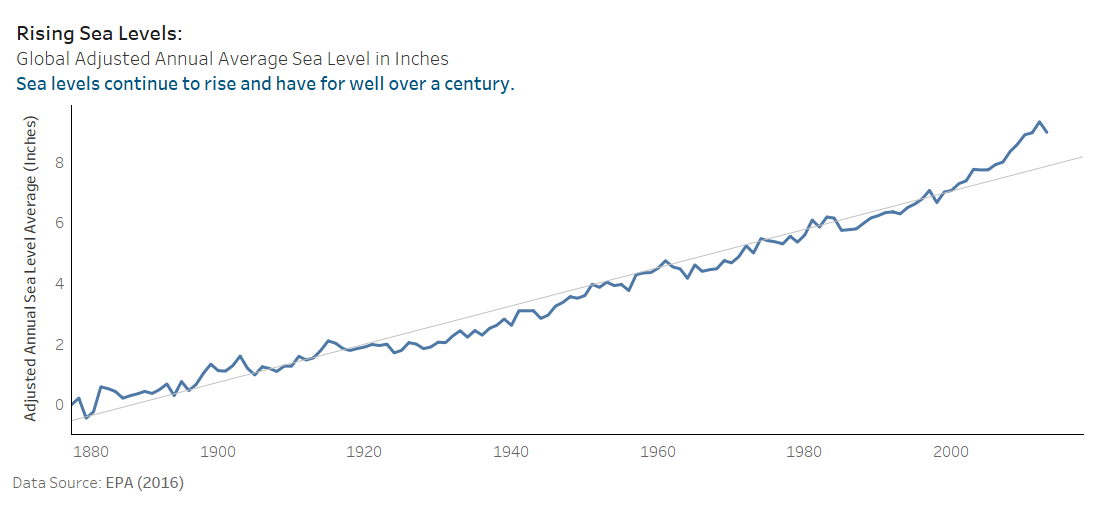 Rising Sea Levels:
Global Adjusted Annual Average Sea Level in Inches
Sea levels continue to rise and have for well over a century.
Adjusted Annual Sea Level Average (Inches)
8
6
4
2
0
1880 1900 1920 1940 1960 1980 2000
Data Source: EPA (2016)